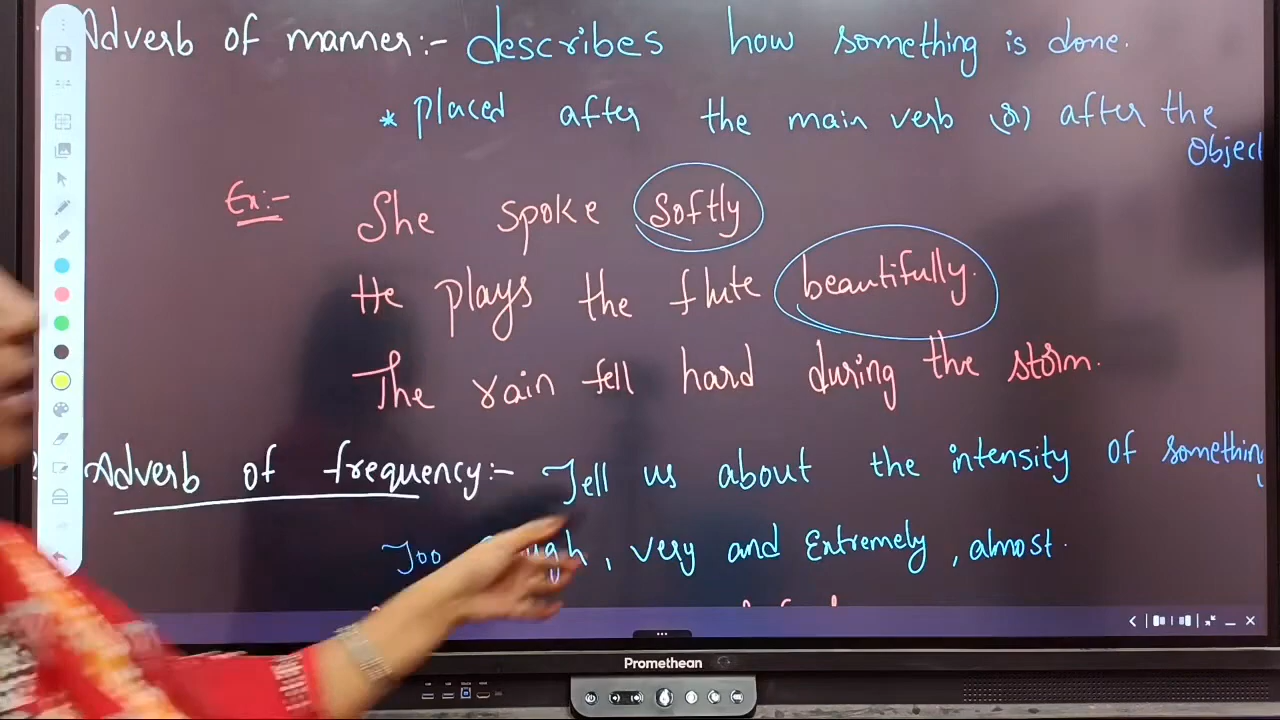 Adverb of manner:- describes how something is done.
* placed after the main verb (or) after the
Object
Ex:- She spoke softly
He plays the flute beautifully.
The rain fell hard during the storm.
Adverb of frequency:- Tell us about the intensity of something
Too , very and Extremely, almost.
Promethean